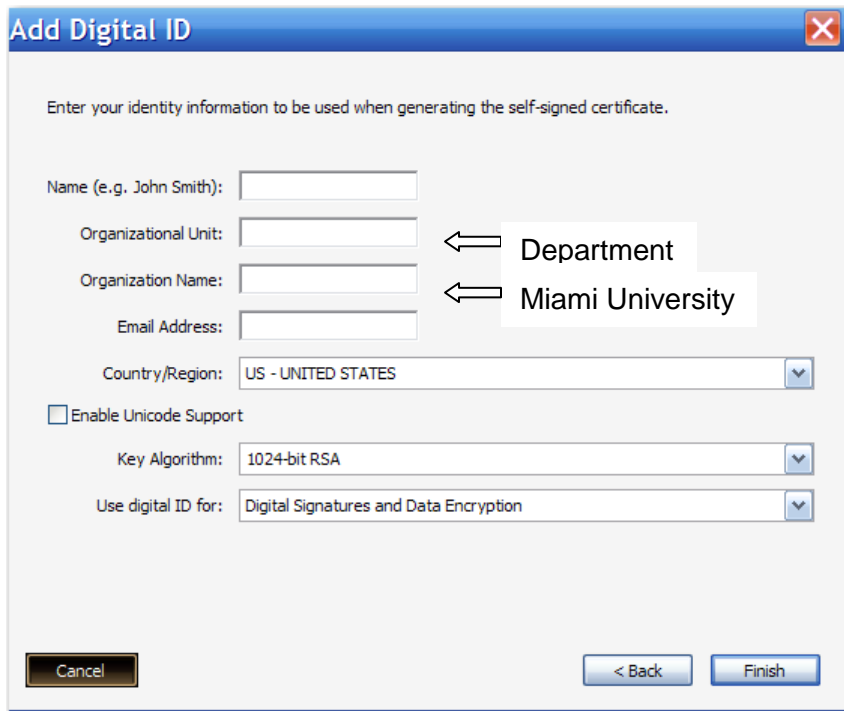 Add Digital ID
Enter your identity information to be used when generating the self-signed certificate.
Name (e.g. John Smith):
Organizational Unit:
Department
Organization Name:
Miami University
Email Address:
Country/Region: US - UNITED STATES
Enable Unicode Support
Key Algorithm: 1024-bit RSA
Use digital ID for: Digital Signatures and Data Encryption
Cancel < Back Finish